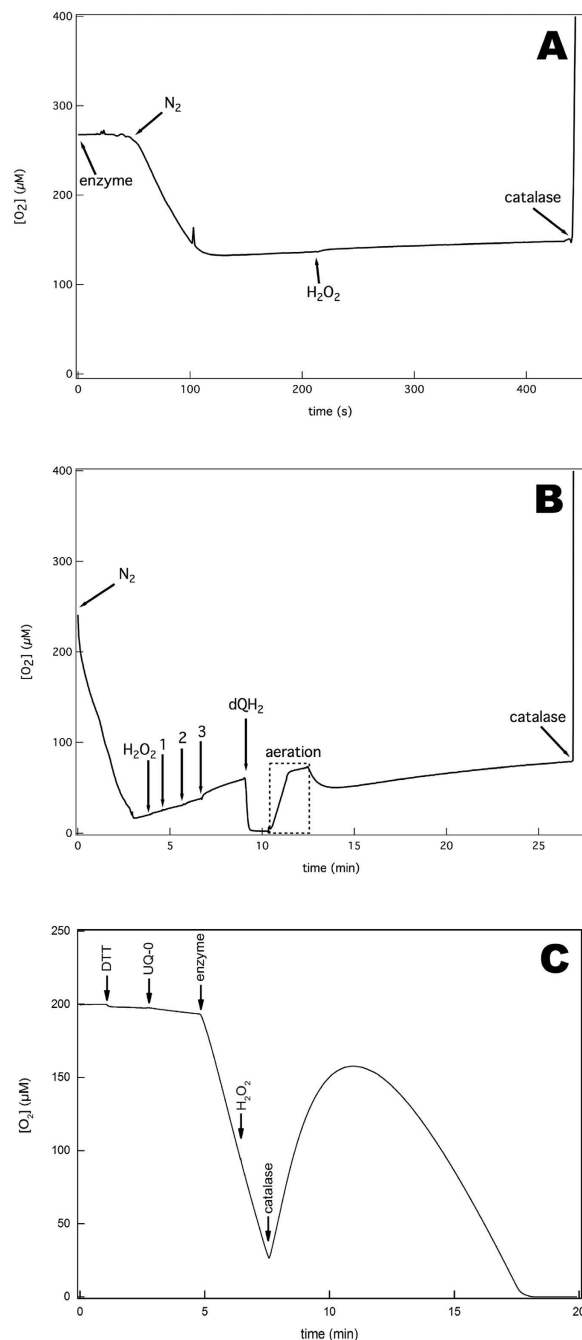 A
400
300
200
100
0
[O2] (µM)
N2
enzyme
H2O2
catalase
0
100
200
300
400
time (s)
B
400
300
200
100
0
[O2] (µM)
N2
H2O2
1
2
3
dQH2
aeration
catalase
0
5
10
15
20
25
time (min)
C
250
200
150
100
50
0
[O2] (µM)
DTT
UQ-0
enzyme
H2O2
catalase
0
5
10
15
20
time (min)